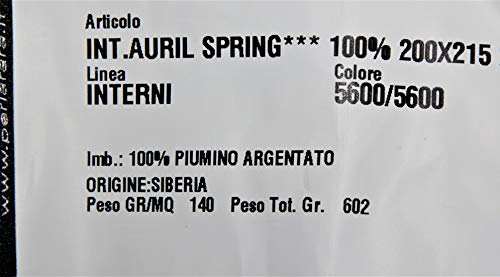 Articolo
INT.AURIL SPRING*** 100% 200X215
Linea Colore
INTERNI 5600/5600
Imb.: 100% PIUMINO ARGENTATO
ORIGINE:SIBERIA
Peso GR/MQ 140 Peso Tot. Gr. 602